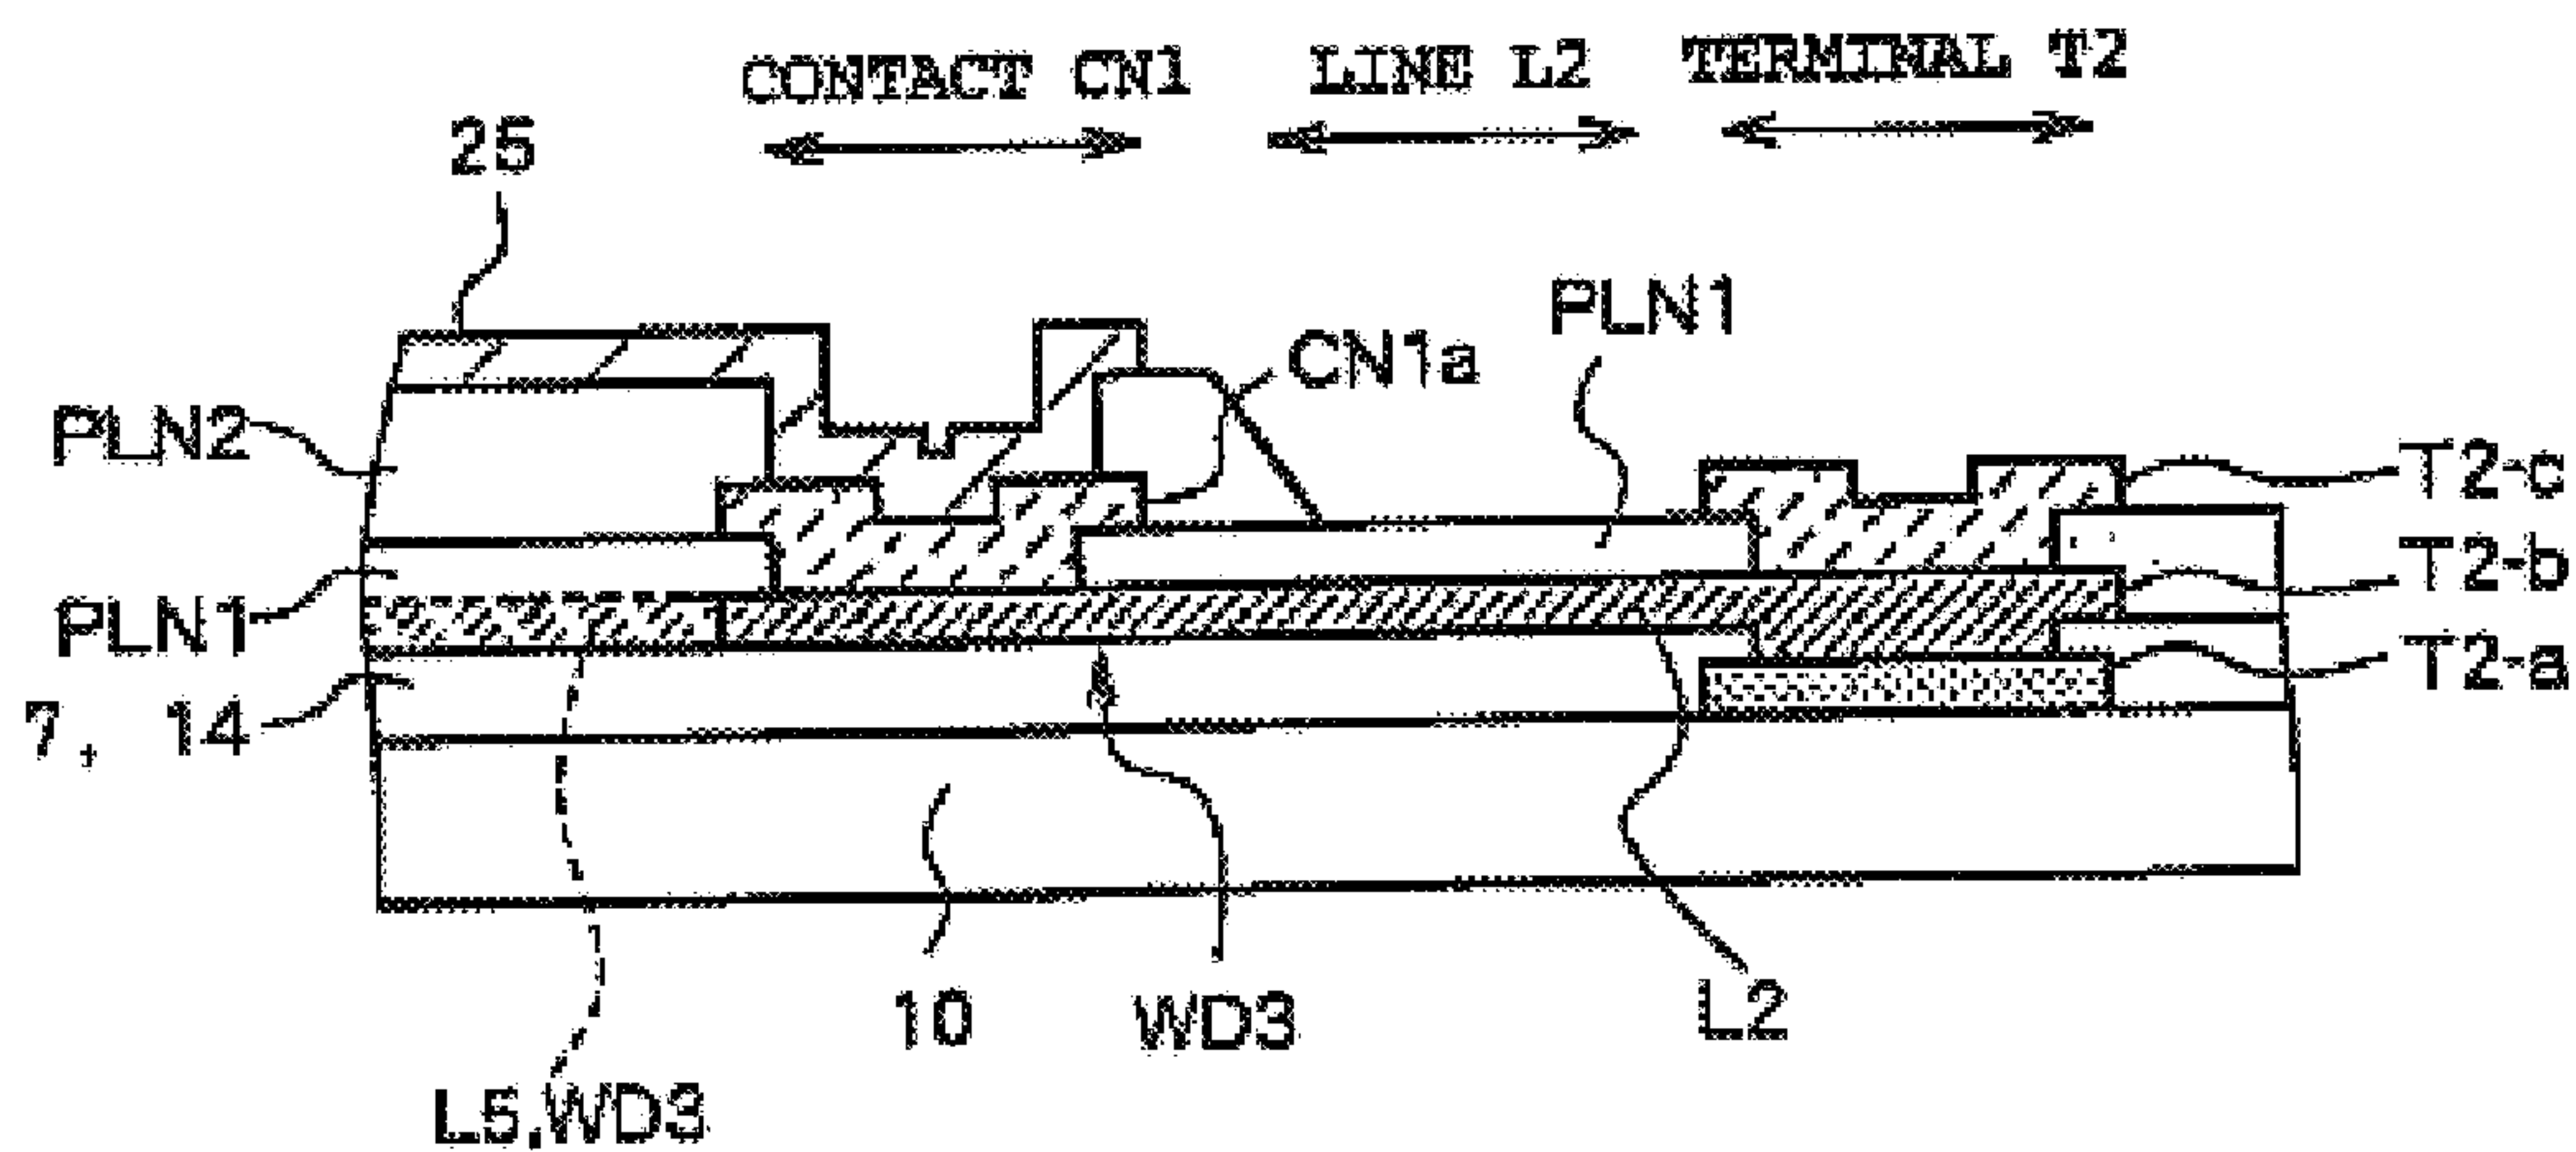 CONTACT CN1
LINE L2
TERMINAL T2
25
PLN1
CN1a
PLN2
T2-c
T2-b
PLN1
T2-a
7, 14
10
WD3
L2
L5,WD3